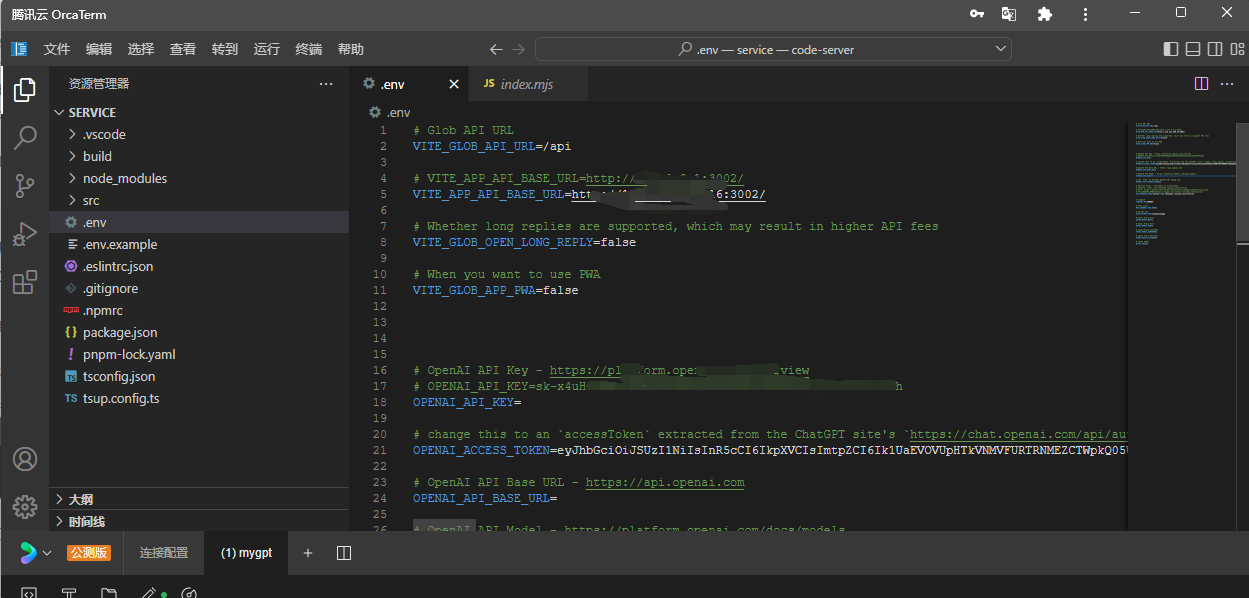 腾讯云 OrcaTerm
文件 编辑 选择 查看 转到 运行 终端 帮助
.env — service — code-server
资源管理器
SERVICE
.vscode
build
node_modules
src
.env
.env.example
.eslintrc.json
.gitignore
.npmrc
package.json
pnpm-lock.yaml
tsconfig.json
TS tsup.config.ts
大纲
时间线
.env
JS index.mjs
.env
1 # Glob API URL
2 VITE_GLOB_API_URL=/api
3
4 # VITE_APP_API_BASE_URL=http:/ :3002/
5 VITE_APP_API_BASE_URL=htt 6:3002/
6
7 # Whether long replies are supported, which may result in higher API fees
8 VITE_GLOB_OPEN_LONG_REPLY=false
9
10 # When you want to use PWA
11 VITE_GLOB_APP_PWA=false
12
13
14
15
16 # OpenAI API Key - https://pl form.open view
17 # OPENAI_API_KEY=sk-x4uH h
18 OPENAI_API_KEY=
19
20 # change this to an `accessToken` extracted from the ChatGPT site's `https://chat.openai.com/api/au
21 OPENAI_ACCESS_TOKEN=
22
23 # OpenAI API Base URL - https://api.openai.com
24 OPENAI_API_BASE_URL=
25
26 # OpenAI API Model - https://platform.openai.com/docs/models
公测版 连接配置 (1) mygpt